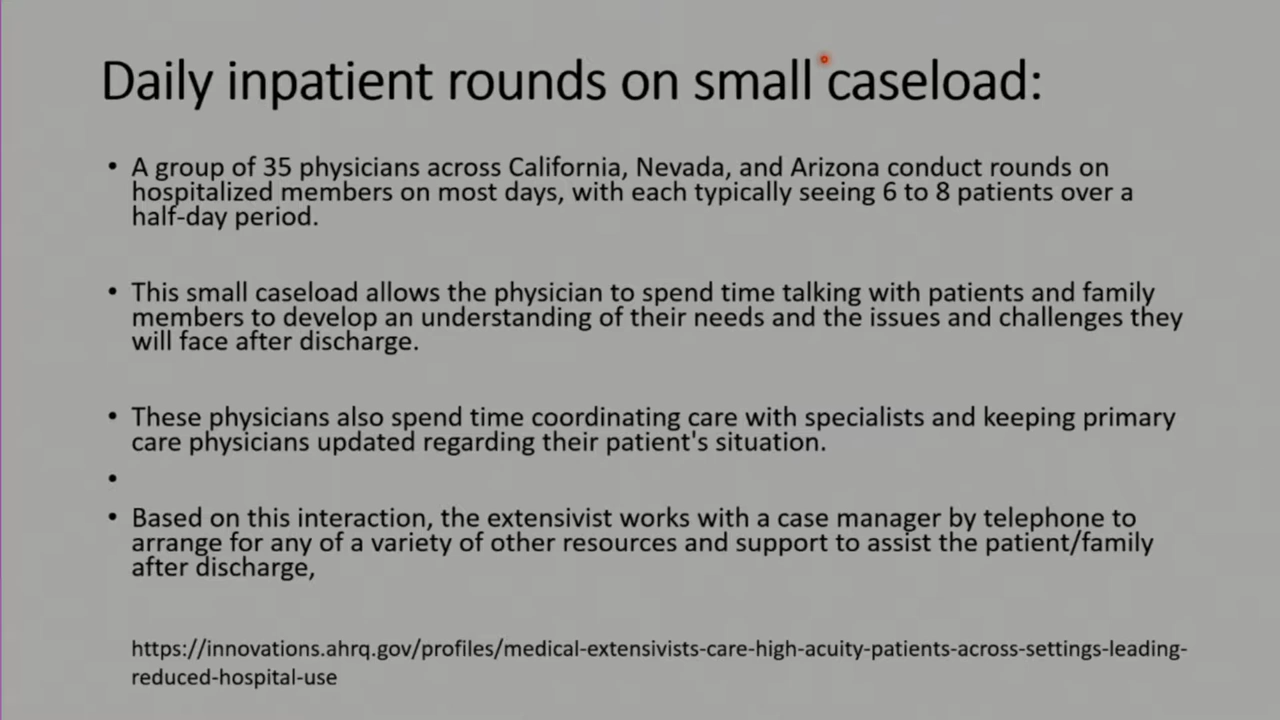 Daily inpatient rounds on small caseload:
• A group of 35 physicians across California, Nevada, and Arizona conduct rounds on
hospitalized members on most days, with each typically seeing 6 to 8 patients over a
half-day period.
• This small caseload allows the physician to spend time talking with patients and family
members to develop an understanding of their needs and the issues and challenges they
will face after discharge.
• These physicians also spend time coordinating care with specialists and keeping primary
care physicians updated regarding their patient's situation.
•
• Based on this interaction, the extensivist works with a case manager by telephone to
arrange for any of a variety of other resources and support to assist the patient/family
after discharge,
https://innovations.ahrq.gov/profiles/medical-extensivists-care-high-acuity-patients-across-settings-leading-
reduced-hospital-use